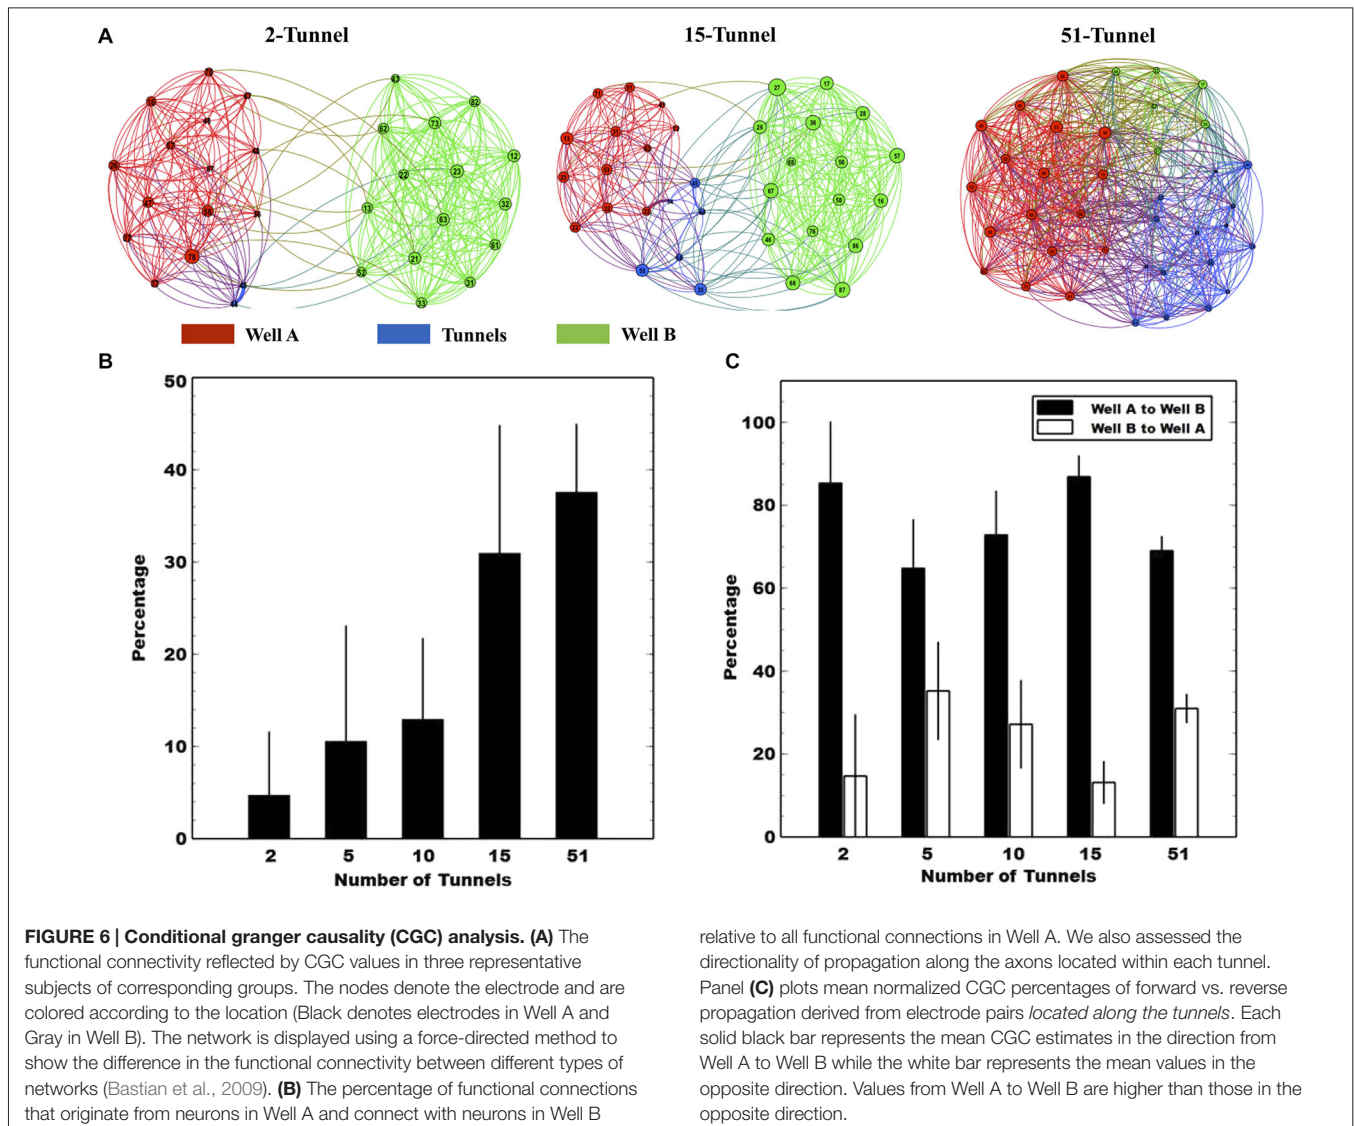 A
2-Tunnel
15-Tunnel
51-Tunnel
Well A
Tunnels
Well B
B
50
40
30
20
10
0
Percentage
2 5 10 15 51
Number of Tunnels
C
100
80
60
40
20
0
Percentage
Well A to Well B
Well B to Well A
2 5 10 15 51
Number of Tunnels
FIGURE 6 | Conditional granger causality (CGC) analysis. (A) The
functional connectivity reflected by CGC values in three representative
subjects of corresponding groups. The nodes denote the electrode and are
colored according to the location (Black denotes electrodes in Well A and
Gray in Well B). The network is displayed using a force-directed method to
show the difference in the functional connectivity between different types of
networks (Bastian et al., 2009). (B) The percentage of functional connections
that originate from neurons in Well A and connect with neurons in Well B
relative to all functional connections in Well A. We also assessed the
directionality of propagation along the axons located within each tunnel.
Panel (C) plots mean normalized CGC percentages of forward vs. reverse
propagation derived from electrode pairs located along the tunnels. Each
solid black bar represents the mean CGC estimates in the direction from
Well A to Well B while the white bar represents the mean values in the
opposite direction. Values from Well A to Well B are higher than those in the
opposite direction.